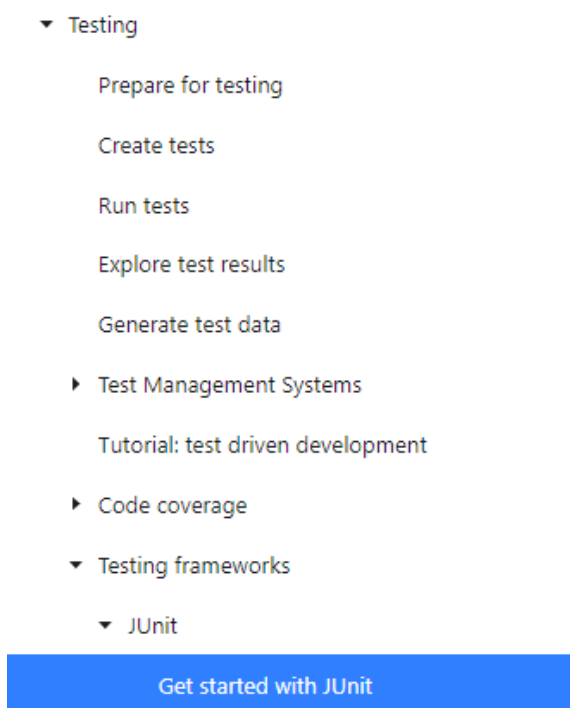 Testing
Prepare for testing
Create tests
Run tests
Explore test results
Generate test data
Test Management Systems
Tutorial: test driven development
Code coverage
Testing frameworks
JUnit
Get started with JUnit